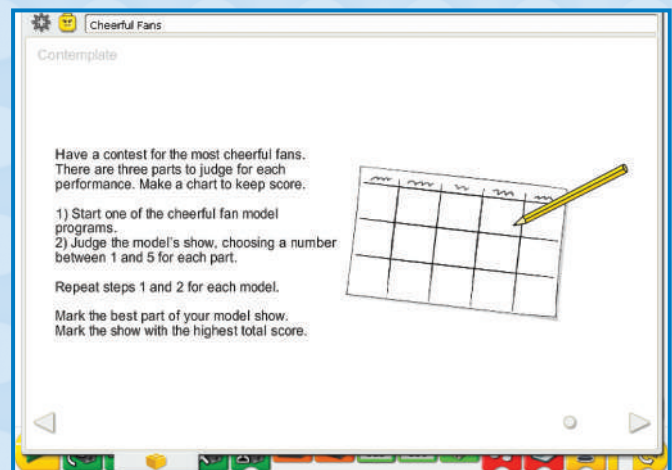 Cheerful Fans
Contemplate
Have a contest for the most cheerful fans.
There are three parts to judge for each
performance. Make a chart to keep score.
1) Start one of the cheerful fan model
programs.
2) Judge the model's show, choosing a number
between 1 and 5 for each part.
Repeat steps 1 and 2 for each model.
Mark the best part of your model show.
Mark the show with the highest total score.